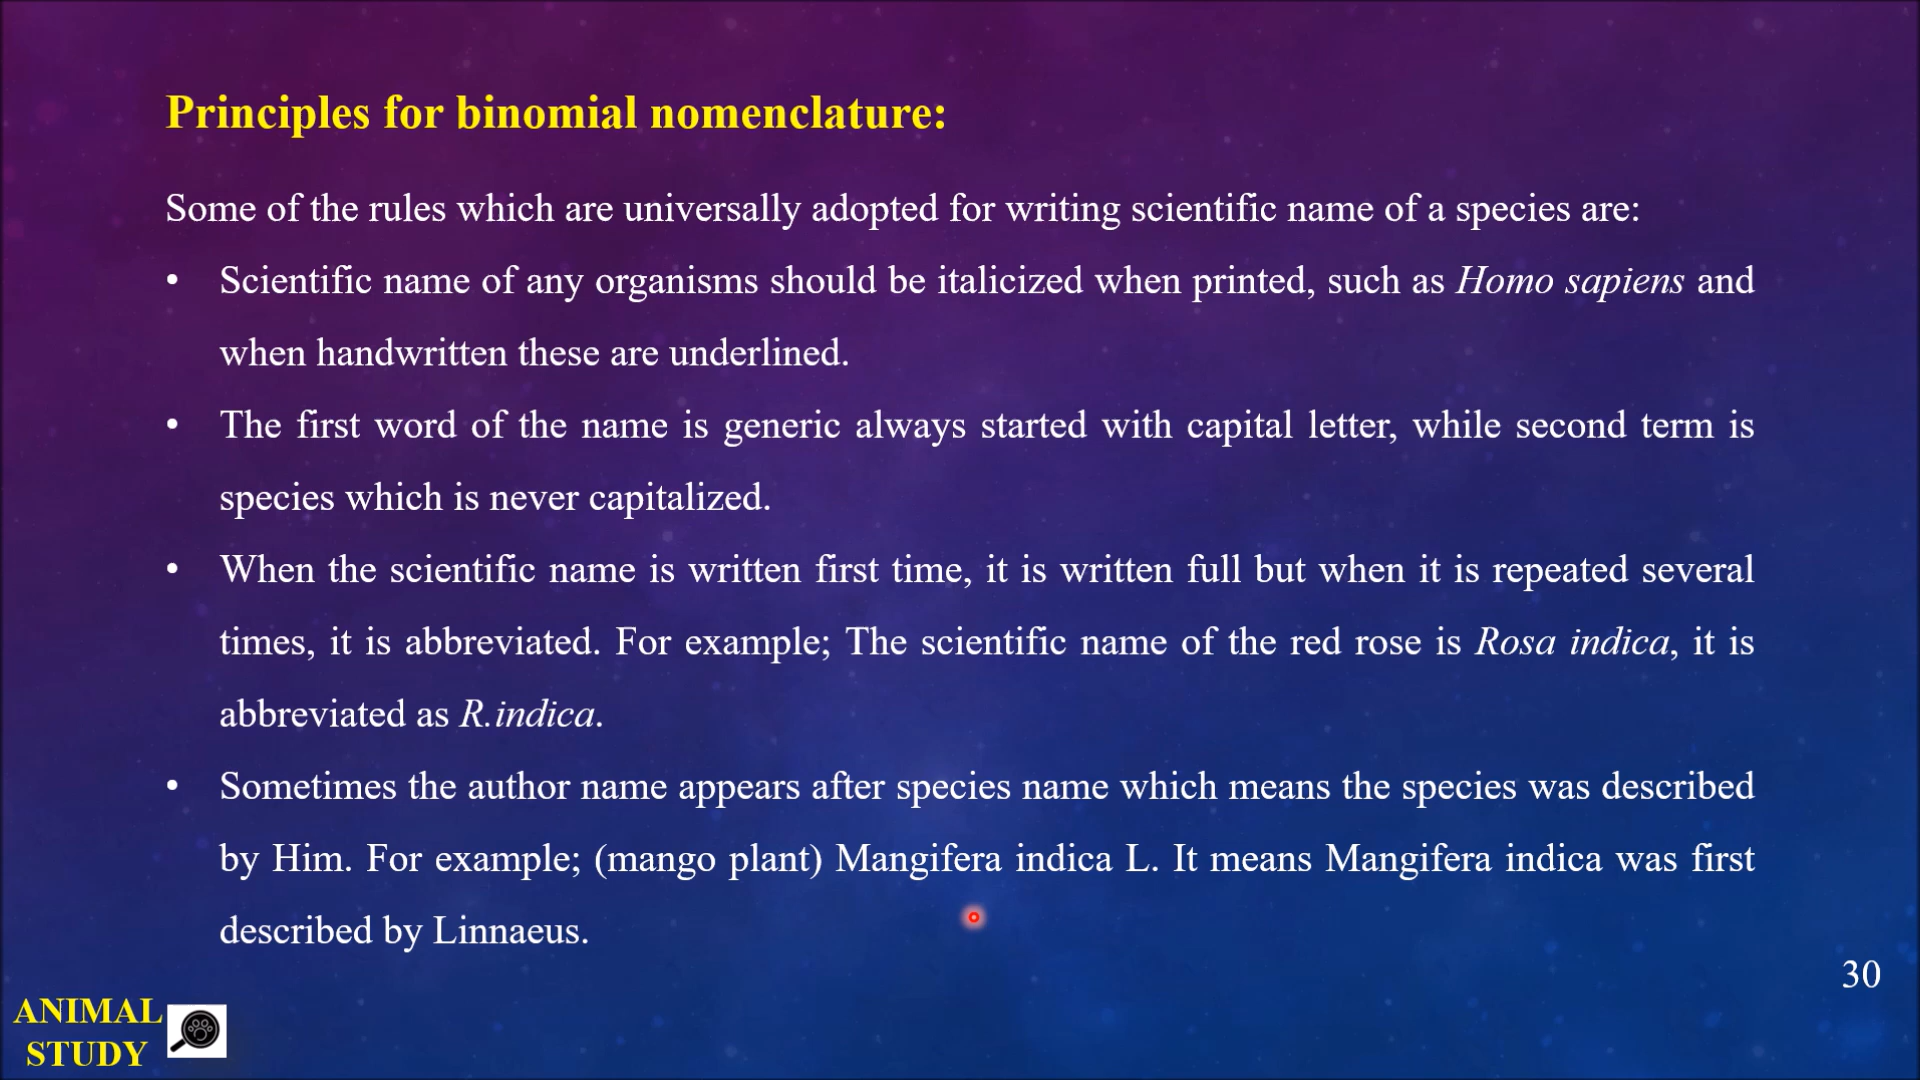 Principles for binomial nomenclature:
Some of the rules which are universally adopted for writing scientific name of a species are:
• Scientific name of any organisms should be italicized when printed, such as Homo sapiens and
when handwritten these are underlined.
• The first word of the name is generic always started with capital letter, while second term is
species which is never capitalized.
• When the scientific name is written first time, it is written full but when it is repeated several
times, it is abbreviated. For example; The scientific name of the red rose is Rosa indica, it is
abbreviated as R.indica.
• Sometimes the author name appears after species name which means the species was described
by Him. For example; (mango plant) Mangifera indica L. It means Mangifera indica was first
described by Linnaeus.
30
ANIMAL
STUDY